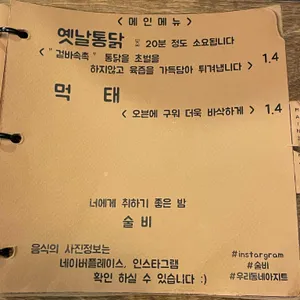 < 메인메뉴 >
옛날통닭 ※ 20분 정도 소요됩니다
< "겉바속촉" 통닭을 초벌을 1.4
하지않고 육즙을 가득담아 튀겨냅니다 >
먹 태
< 오븐에 구워 더욱 바삭하게 > 1.4
너에게 취하기 좋은 밤
술 비
음식의 사진정보는
네이버플레이스, 인스타그램
확인 하실 수 있습니다 :)
#instargram
#술비
#우리동네아지트